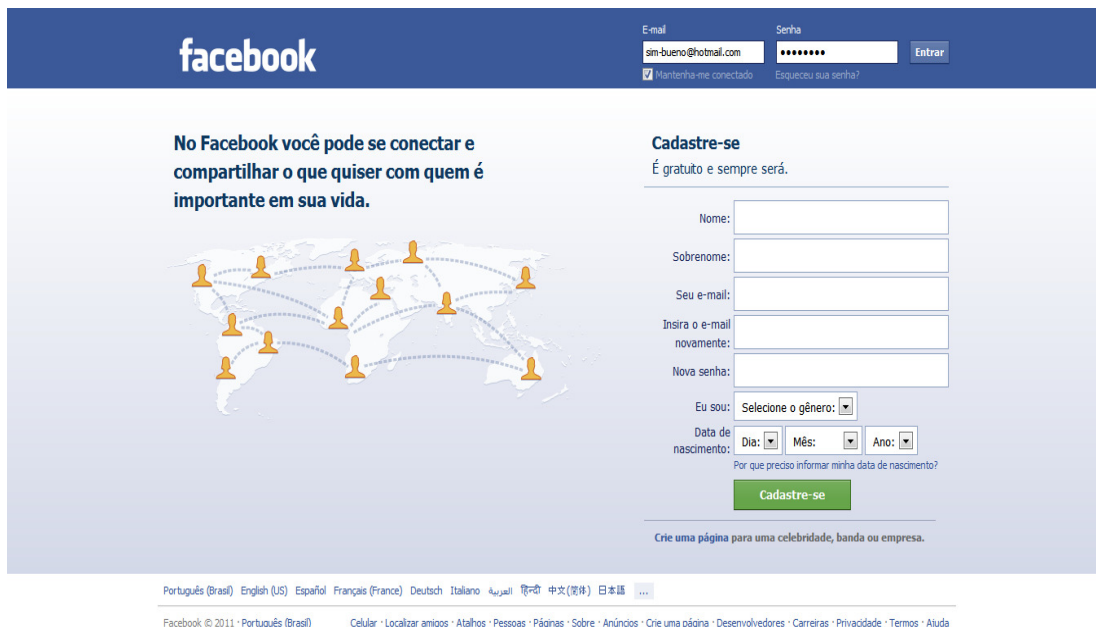 facebook
E-mail Senha
sim-bueno@hotmail.com •••••••• Entrar
Mantenha-me conectado Esqueceu sua senha?
No Facebook você pode se conectar e
compartilhar o que quiser com quem é
importante em sua vida.
Cadastre-se
É gratuito e sempre será.
Nome:
Sobrenome:
Seu e-mail:
Insira o e-mail
novamente:
Nova senha:
Eu sou: Selecione o gênero:
Data de
nascimento: Dia: Mês: Ano:
Por que preciso informar minha data de nascimento?
Cadastre-se
Crie uma página para uma celebridade, banda ou empresa.
Português (Brasil) English (US) Español Français (France) Deutsch Italiano العربية हिन्दी 中文(简体) 日本語 ...
Facebook © 2011 · Português (Brasil) Celular · Localizar amigos · Atalhos · Pessoas · Páginas · Sobre · Anúncios · Crie uma página · Desenvolvedores · Carreiras · Privacidade · Termos · Ajuda